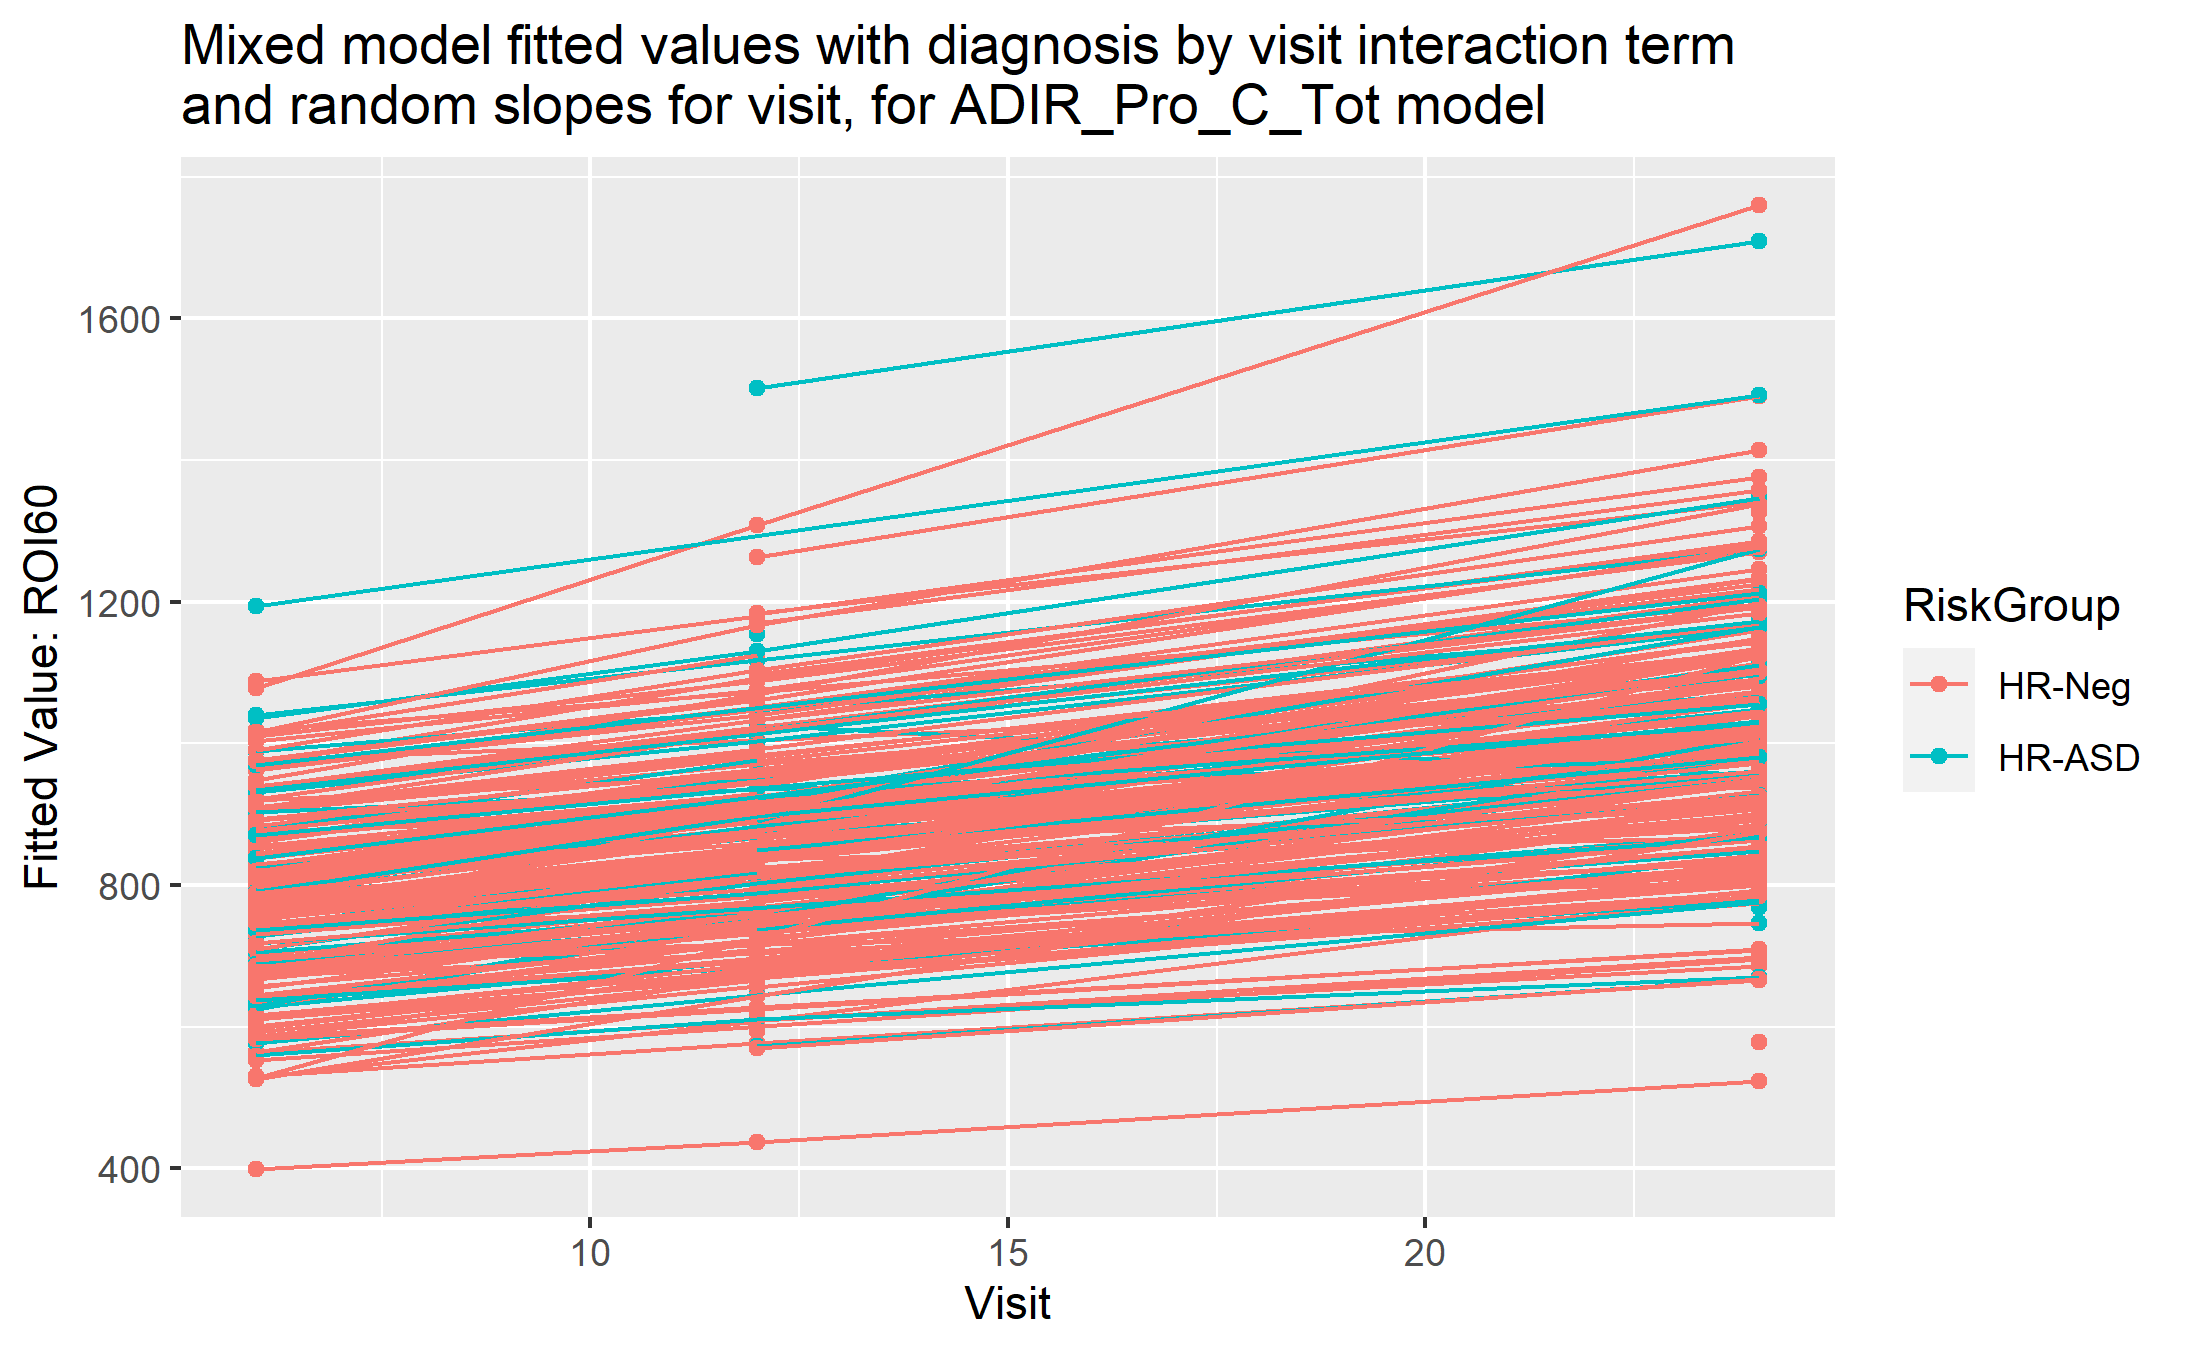 Mixed model fitted values with diagnosis by visit interaction term
and random slopes for visit, for ADIR_Pro_C_Tot model
Fitted Value: ROI60
1600
1200
800
400
10
15
20
Visit
RiskGroup
HR-Neg
HR-ASD